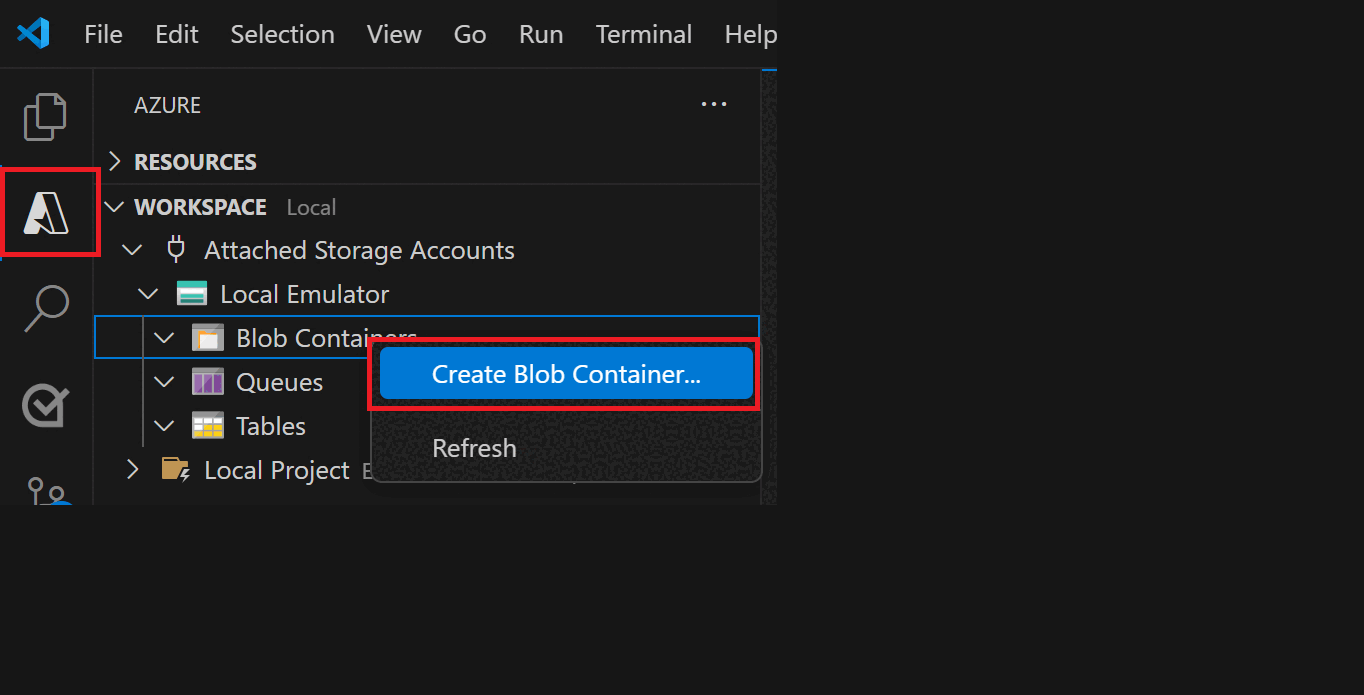 File Edit Selection View Go Run Terminal Help
AZURE
RESOURCES
WORKSPACE Local
Attached Storage Accounts
Local Emulator
Blob Containers
Create Blob Container...
Queues
Tables
Refresh
Local Project